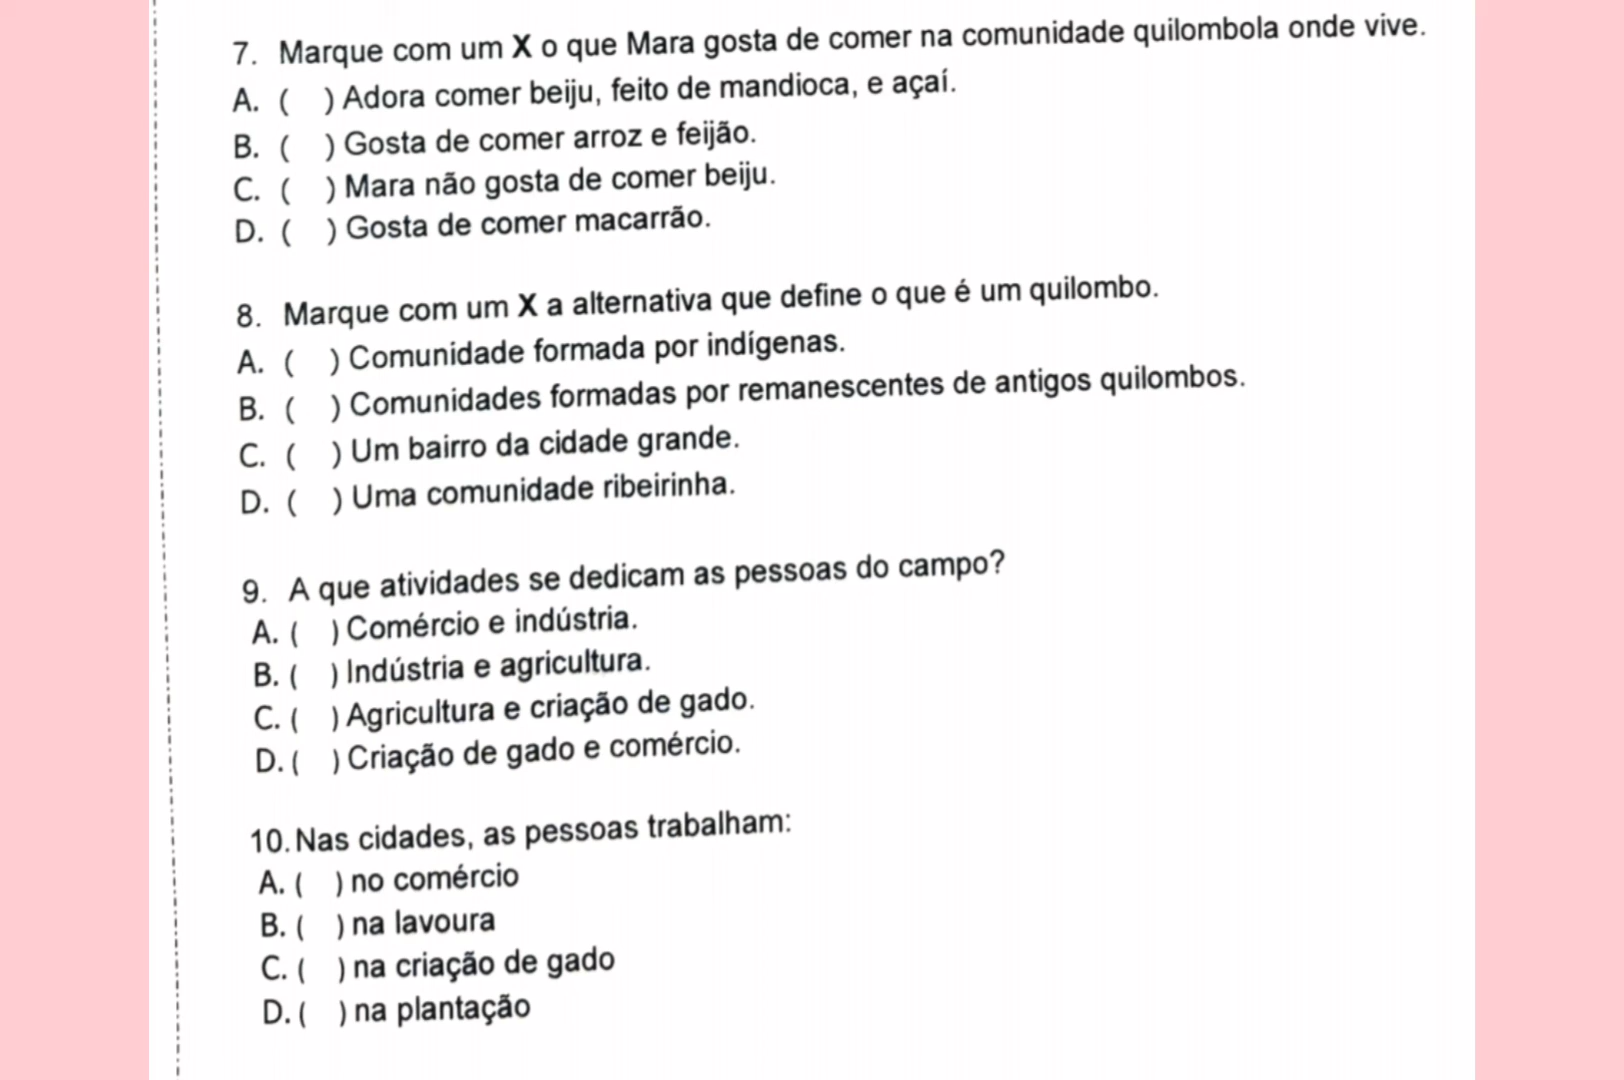 7. Marque com um X o que Mara gosta de comer na comunidade quilombola onde vive.
A. ( ) Adora comer beiju, feito de mandioca, e açaí.
B. ( ) Gosta de comer arroz e feijão.
C. ( ) Mara não gosta de comer beiju.
D. ( ) Gosta de comer macarrão.
8. Marque com um X a alternativa que define o que é um quilombo.
A. ( ) Comunidade formada por indígenas.
B. ( ) Comunidades formadas por remanescentes de antigos quilombos.
C. ( ) Um bairro da cidade grande.
D. ( ) Uma comunidade ribeirinha.
9. A que atividades se dedicam as pessoas do campo?
A. ( ) Comércio e indústria.
B. ( ) Indústria e agricultura.
C. ( ) Agricultura e criação de gado.
D. ( ) Criação de gado e comércio.
10. Nas cidades, as pessoas trabalham:
A. ( ) no comércio
B. ( ) na lavoura
C. ( ) na criação de gado
D. ( ) na plantação